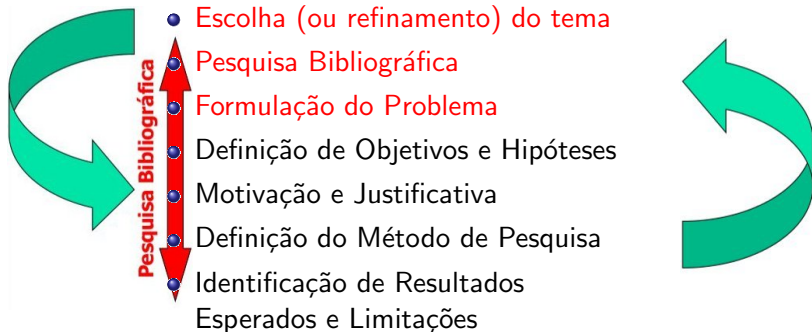 Escolha (ou refinamento) do tema
Pesquisa Bibliográfica
Formulação do Problema
Definição de Objetivos e Hipóteses
Motivação e Justificativa
Definição do Método de Pesquisa
Identificação de Resultados
Esperados e Limitações
Pesquisa Bibliográfica